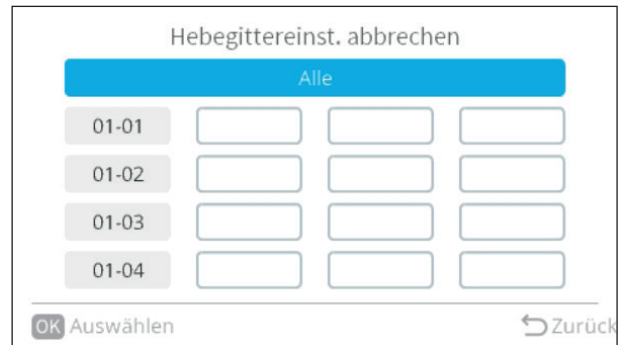 Hebegittereinst. abbrechen
Alle
01-01
01-02
01-03
01-04
OK Auswählen Zurück